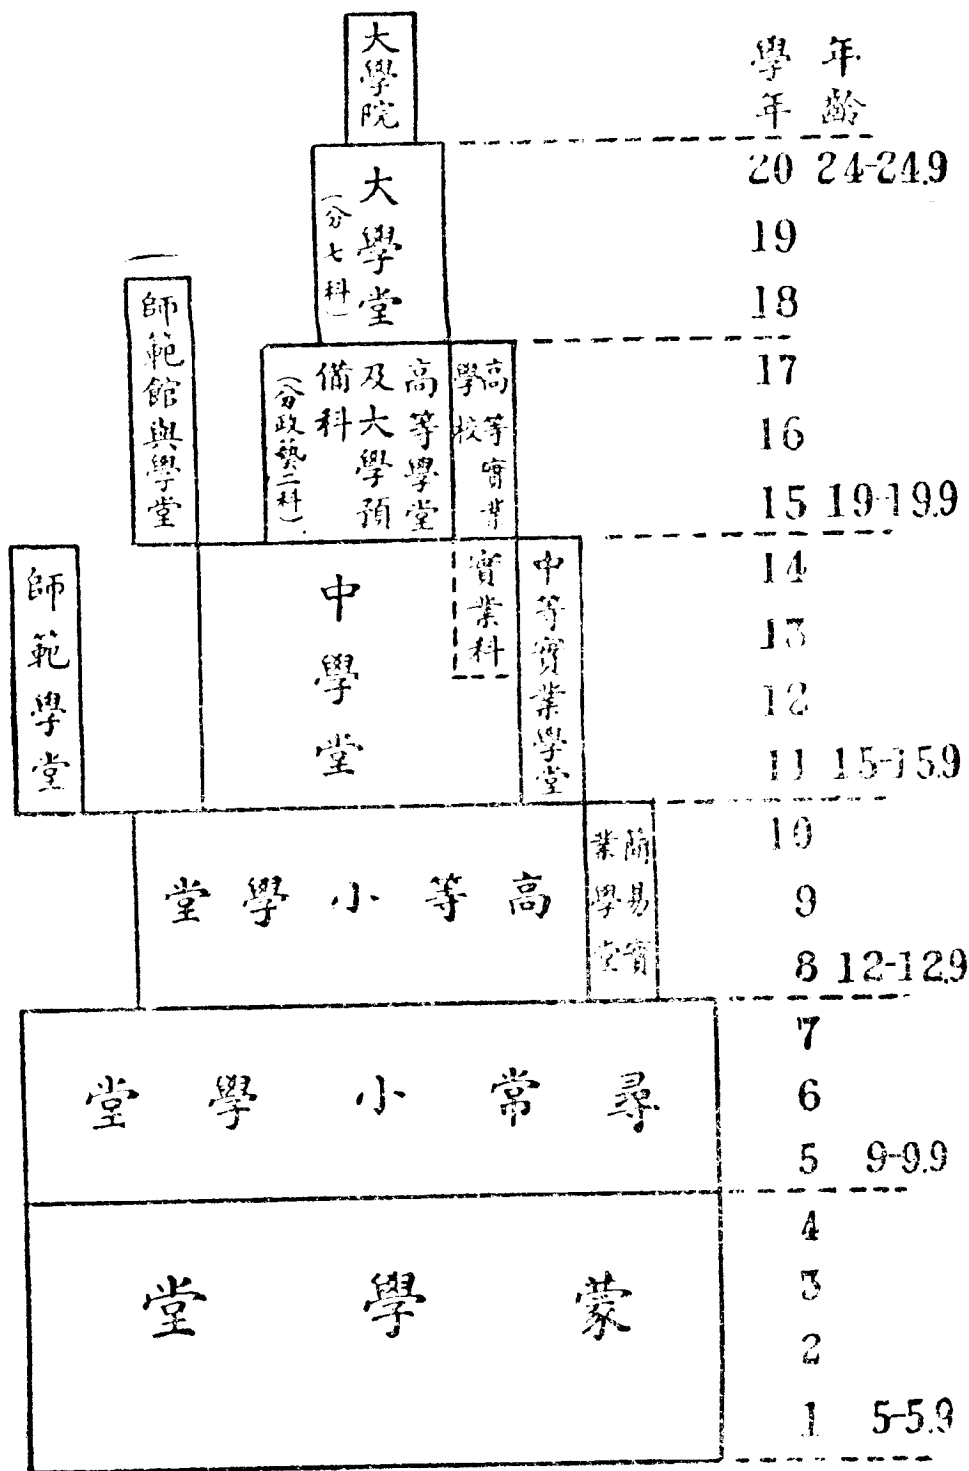 大學院
學年
年齡
大學堂
(分七科)
20 24-24.9
19
18
師範館與學堂
高等學堂
及大學預
備科
(分政藝二科)
高等實業
學校
17
16
15 19-19.9
師範學堂
中學堂
實業科
中等實業學堂
14
13
12
11 15-15.9
高等小學堂
簡易實
業學堂
10
9
8 12-12.9
尋常小學堂
7
6
5 9-9.9
蒙學堂
4
3
2
1 5-5.9